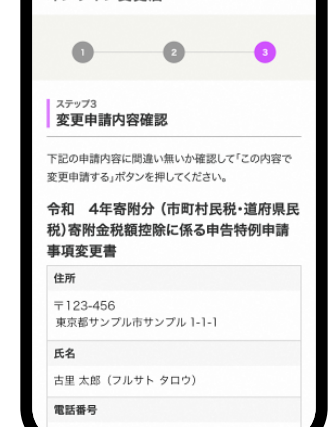 1
2
3
ステップ3
変更申請内容確認
下記の申請内容に間違い無いか確認して「この内容で
変更申請する」ボタンを押してください。
令和　4年寄附分（市町村民税・道府県民
税）寄附金税額控除に係る申告特例申請
事項変更書
住所
〒123-456
東京都サンプル市サンプル 1-1-1
氏名
古里 太郎（フルサト タロウ）
電話番号